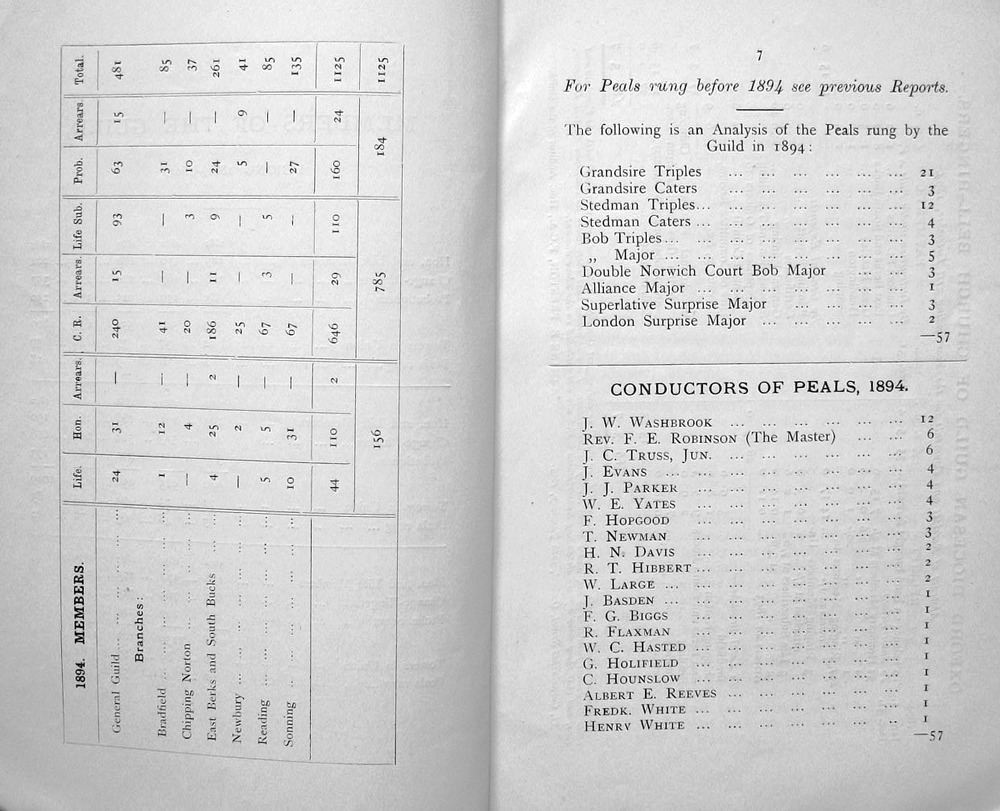 1894. MEMBERS. Life. Hon. Arrears. C. R. Arrears. Life Sub. Prob. Arrears. Total.
General Guild ... ... ... ... ... 24 31 — 240 15 93 63 15 481
Branches:
Bradfield ... ... ... ... 1 12 — 41 — — 31 — 85
Chipping Norton ... ... ... — 4 — 20 — 3 10 — 37
East Berks and South Bucks 4 25 2 186 11 9 24 — 261
Newbury ... ... ... ... — 2 — 25 — — 5 9 41
Reading ... ... ... ... 5 5 — 67 3 5 — — 85
Sonning .. ... ... ... 10 31 — 67 — — 27 — 135
44 110 2 646 29 110 160 24 1125
156 785 184 1125
7
For Peals rung before 1894 see previous Reports.
The following is an Analysis of the Peals rung by the
Guild in 1894:
Grandsire Triples ... ... ... ... ... ... 21
Grandsire Caters ... ... ... ... ... ... 3
Stedman Triples... ... ... ... ... ... ... 12
Stedman Caters ... ... ... ... ... ... ... 4
Bob Triples ... ... ... ... ... ... ... ... 3
„ Major ... ... ... ... ... ... ... ... 5
Double Norwich Court Bob Major ... ... 3
Alliance Major ... ... ... ... ... ... ... 1
Superlative Surprise Major ... ... ... ... 3
London Surprise Major ... ... ... ... ... 2
—57
CONDUCTORS OF PEALS, 1894.
J. W. WASHBROOK ... ... ... ... ... ... 12
REV. F. E. ROBINSON (The Master) ... ... 6
J. C. TRUSS, JUN. ... ... ... ... ... ... 6
J. EVANS ... ... ... ... ... ... ... 4
J. J. PARKER ... ... ... ... ... ... ... 4
W. E. YATES ... ... ... ... ... ... ... 4
F. HOPGOOD ... ... ... ... ... ... ... 3
T. NEWMAN ... ... ... ... ... ... ... 3
H. N. DAVIS ... ... ... ... ... ... ... 2
R. T. HIBBERT ... ... ... ... ... ... ... 2
W. LARGE ... ... ... ... ... ... ... ... 2
J. BASDEN ... ... ... ... ... ... ... ... 1
F. G. BIGGS ... ... ... ... ... ... ... 1
R. FLAXMAN ... ... ... ... ... ... ... 1
W. C. HASTED ... ... ... ... ... ... ... 1
G. HOLIFIELD ... ... ... ... ... ... ... 1
C. HOUNSLOW ... ... ... ... ... ... ... 1
ALBERT E. REEVES ... ... ... ... ... ... 1
FREDK. WHITE ... ... ... ... ... ... ... 1
HENRY WHITE ... ... ... ... ... ... .. 1
—57